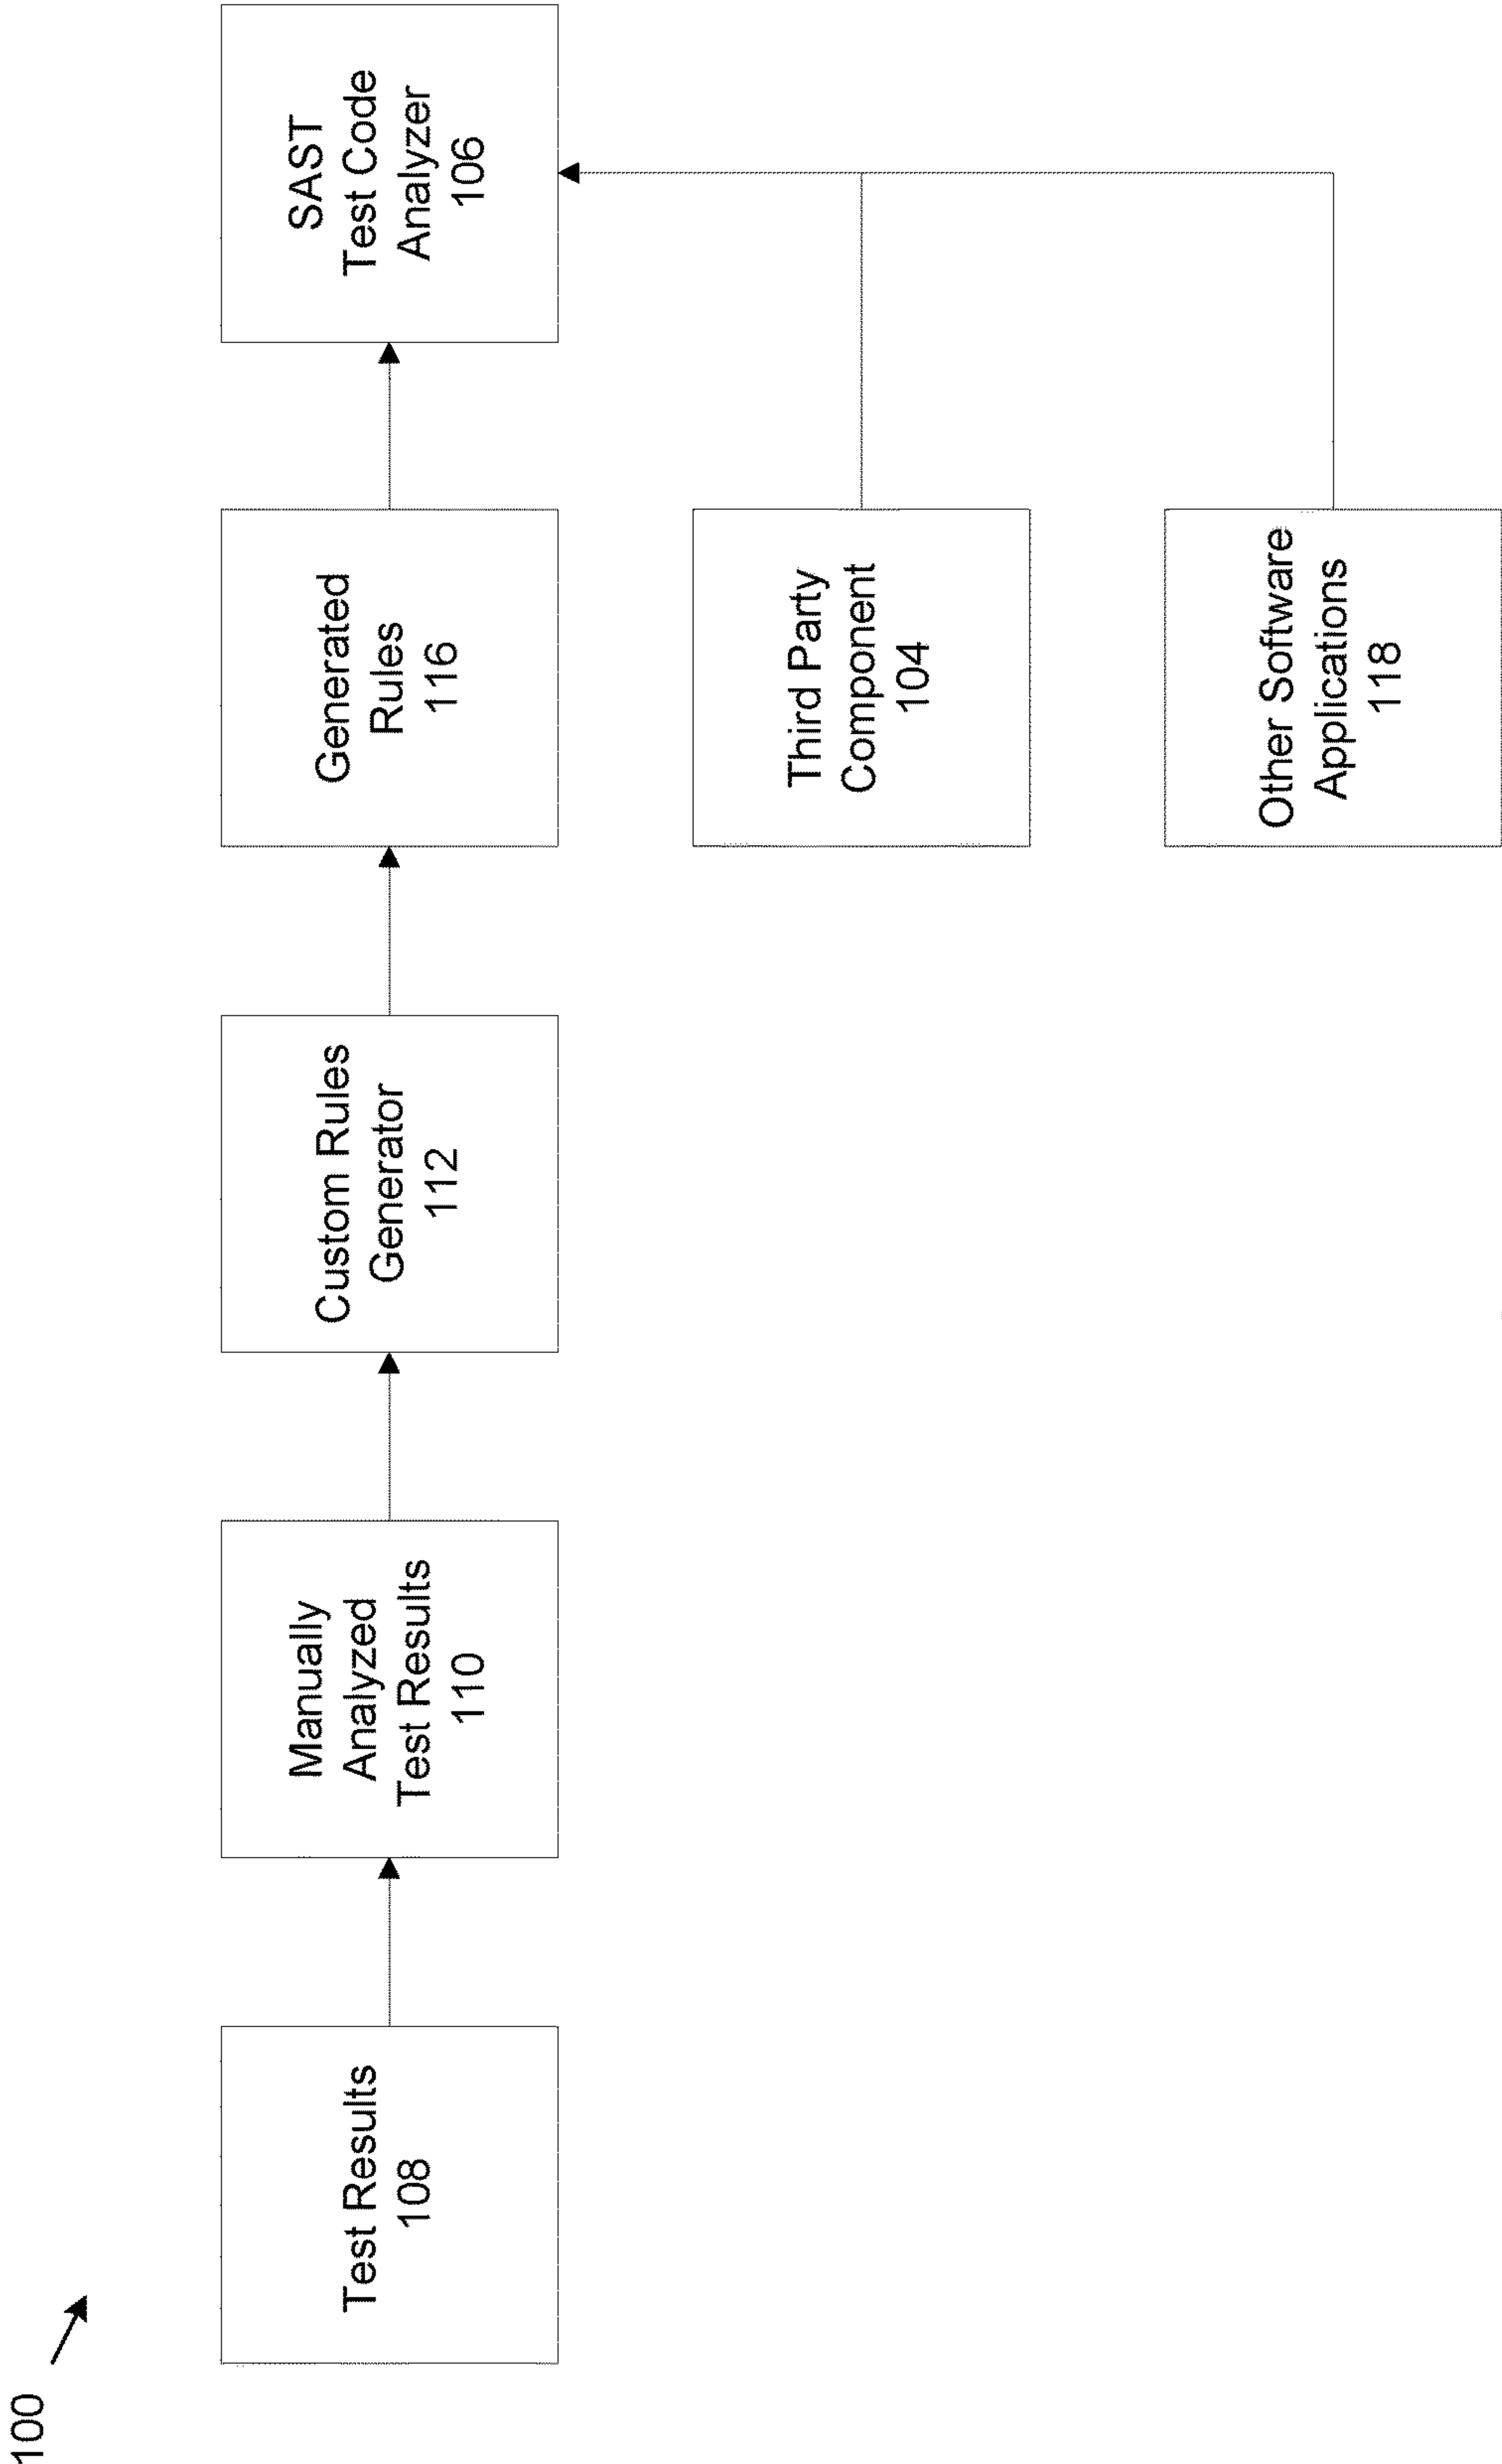 100
Test Results
108
Manually
Analyzed
Test Results
110
Custom Rules
Generator
112
Generated
Rules
116
SAST
Test Code
Analyzer
106
Third Party
Component
104
Other Software
Applications
118